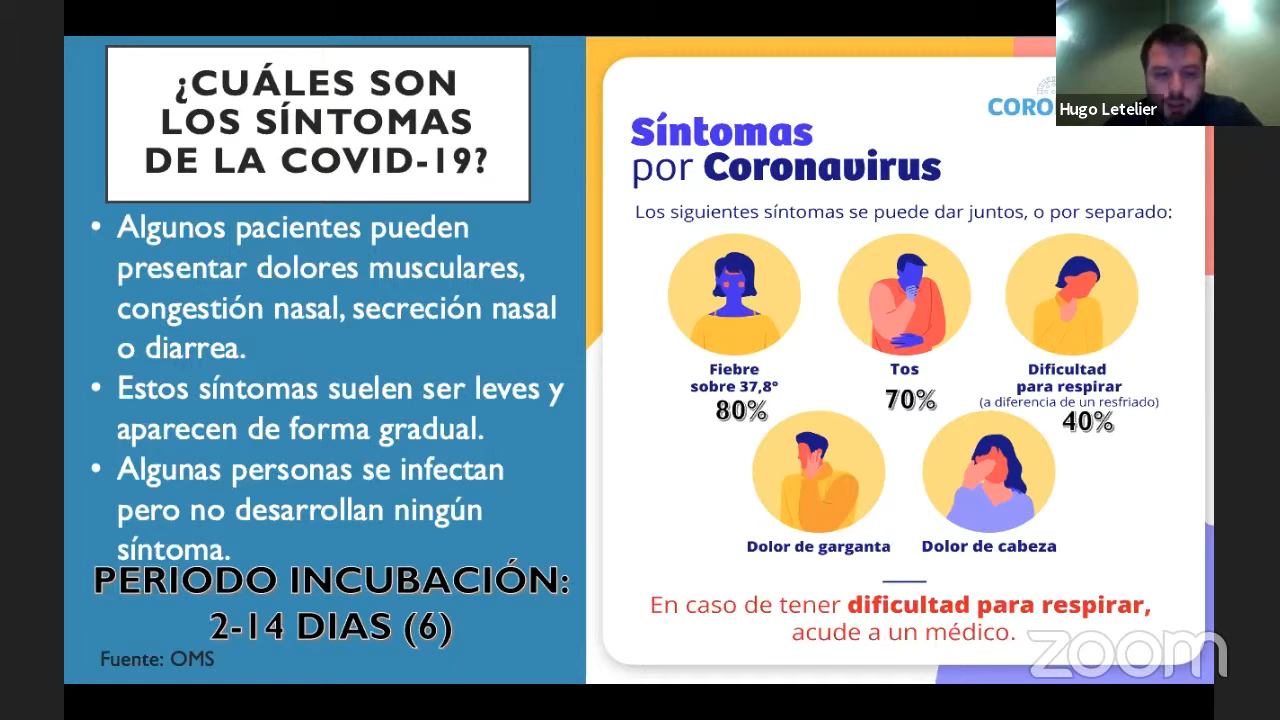 ¿CUÁLES SON
LOS SÍNTOMAS
DE LA COVID-19?
• Algunos pacientes pueden
presentar dolores musculares,
congestión nasal, secreción nasal
o diarrea.
• Estos síntomas suelen ser leves y
aparecen de forma gradual.
• Algunas personas se infectan
pero no desarrollan ningún
síntoma.
PERIODO INCUBACIÓN:
2-14 DIAS (6)
Fuente: OMS
CORO
Hugo Letelier
Síntomas
por Coronavirus
Los siguientes síntomas se puede dar juntos, o por separado:
Fiebre
sobre 37,8°
80%
Tos
70%
Dificultad
para respirar
(a diferencia de un resfriado)
40%
Dolor de garganta
Dolor de cabeza
En caso de tener dificultad para respirar,
acude a un médico.
zoom